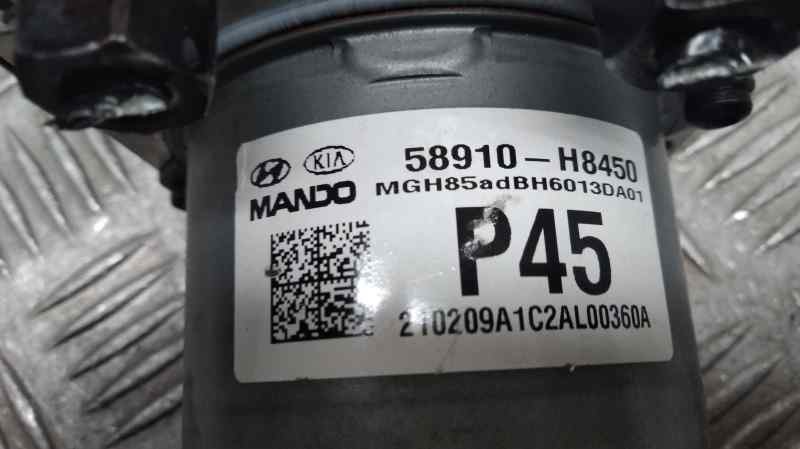 KIA
58910-H8450
MANDO
MGH85adBH6013DA01
P45
210209A1C2AL00360A